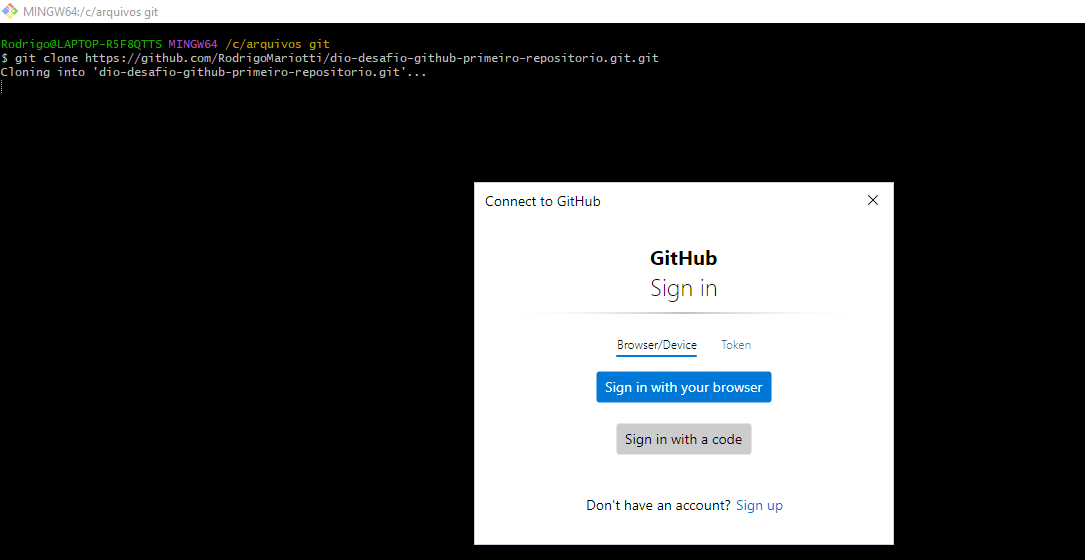 MINGW64:/c/arquivos git
Rodrigo@LAPTOP-R5F8QTTS MINGW64 /c/arquivos git
$ git clone https://github.com/RodrigoMariotti/dio-desafio-github-primeiro-repositorio.git.git
Cloning into 'dio-desafio-github-primeiro-repositorio.git'...
Connect to GitHub
GitHub
Sign in
Browser/Device Token
Sign in with your browser
Sign in with a code
Don't have an account? Sign up